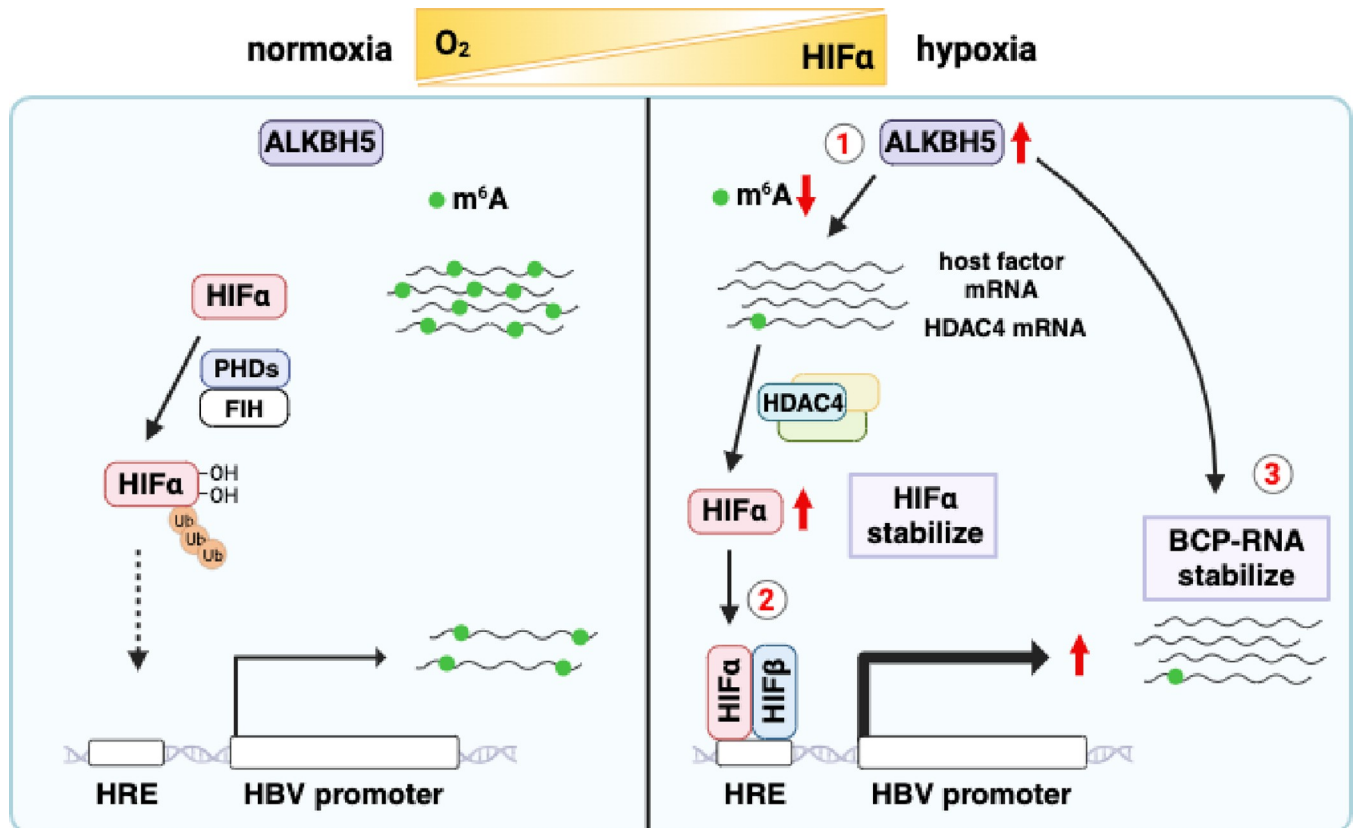 normoxia
O₂
HIFα
hypoxia
ALKBH5
m⁶A
HIFα
PHDs
FIH
HIFα
-OH
-OH
Ub
Ub
Ub
HRE
HBV promoter
1
ALKBH5
m⁶A
host factor
mRNA
HDAC4 mRNA
HDAC4
HIFα
HIFα
stabilize
2
HIFα
HIFβ
HRE
HBV promoter
3
BCP-RNA
stabilize